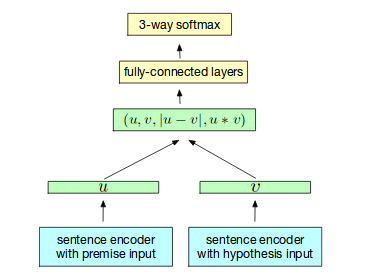 3-way softmax
fully-connected layers
(u, v, |u − v|, u ∗ v)
u
v
sentence encoder
with premise input
sentence encoder
with hypothesis input